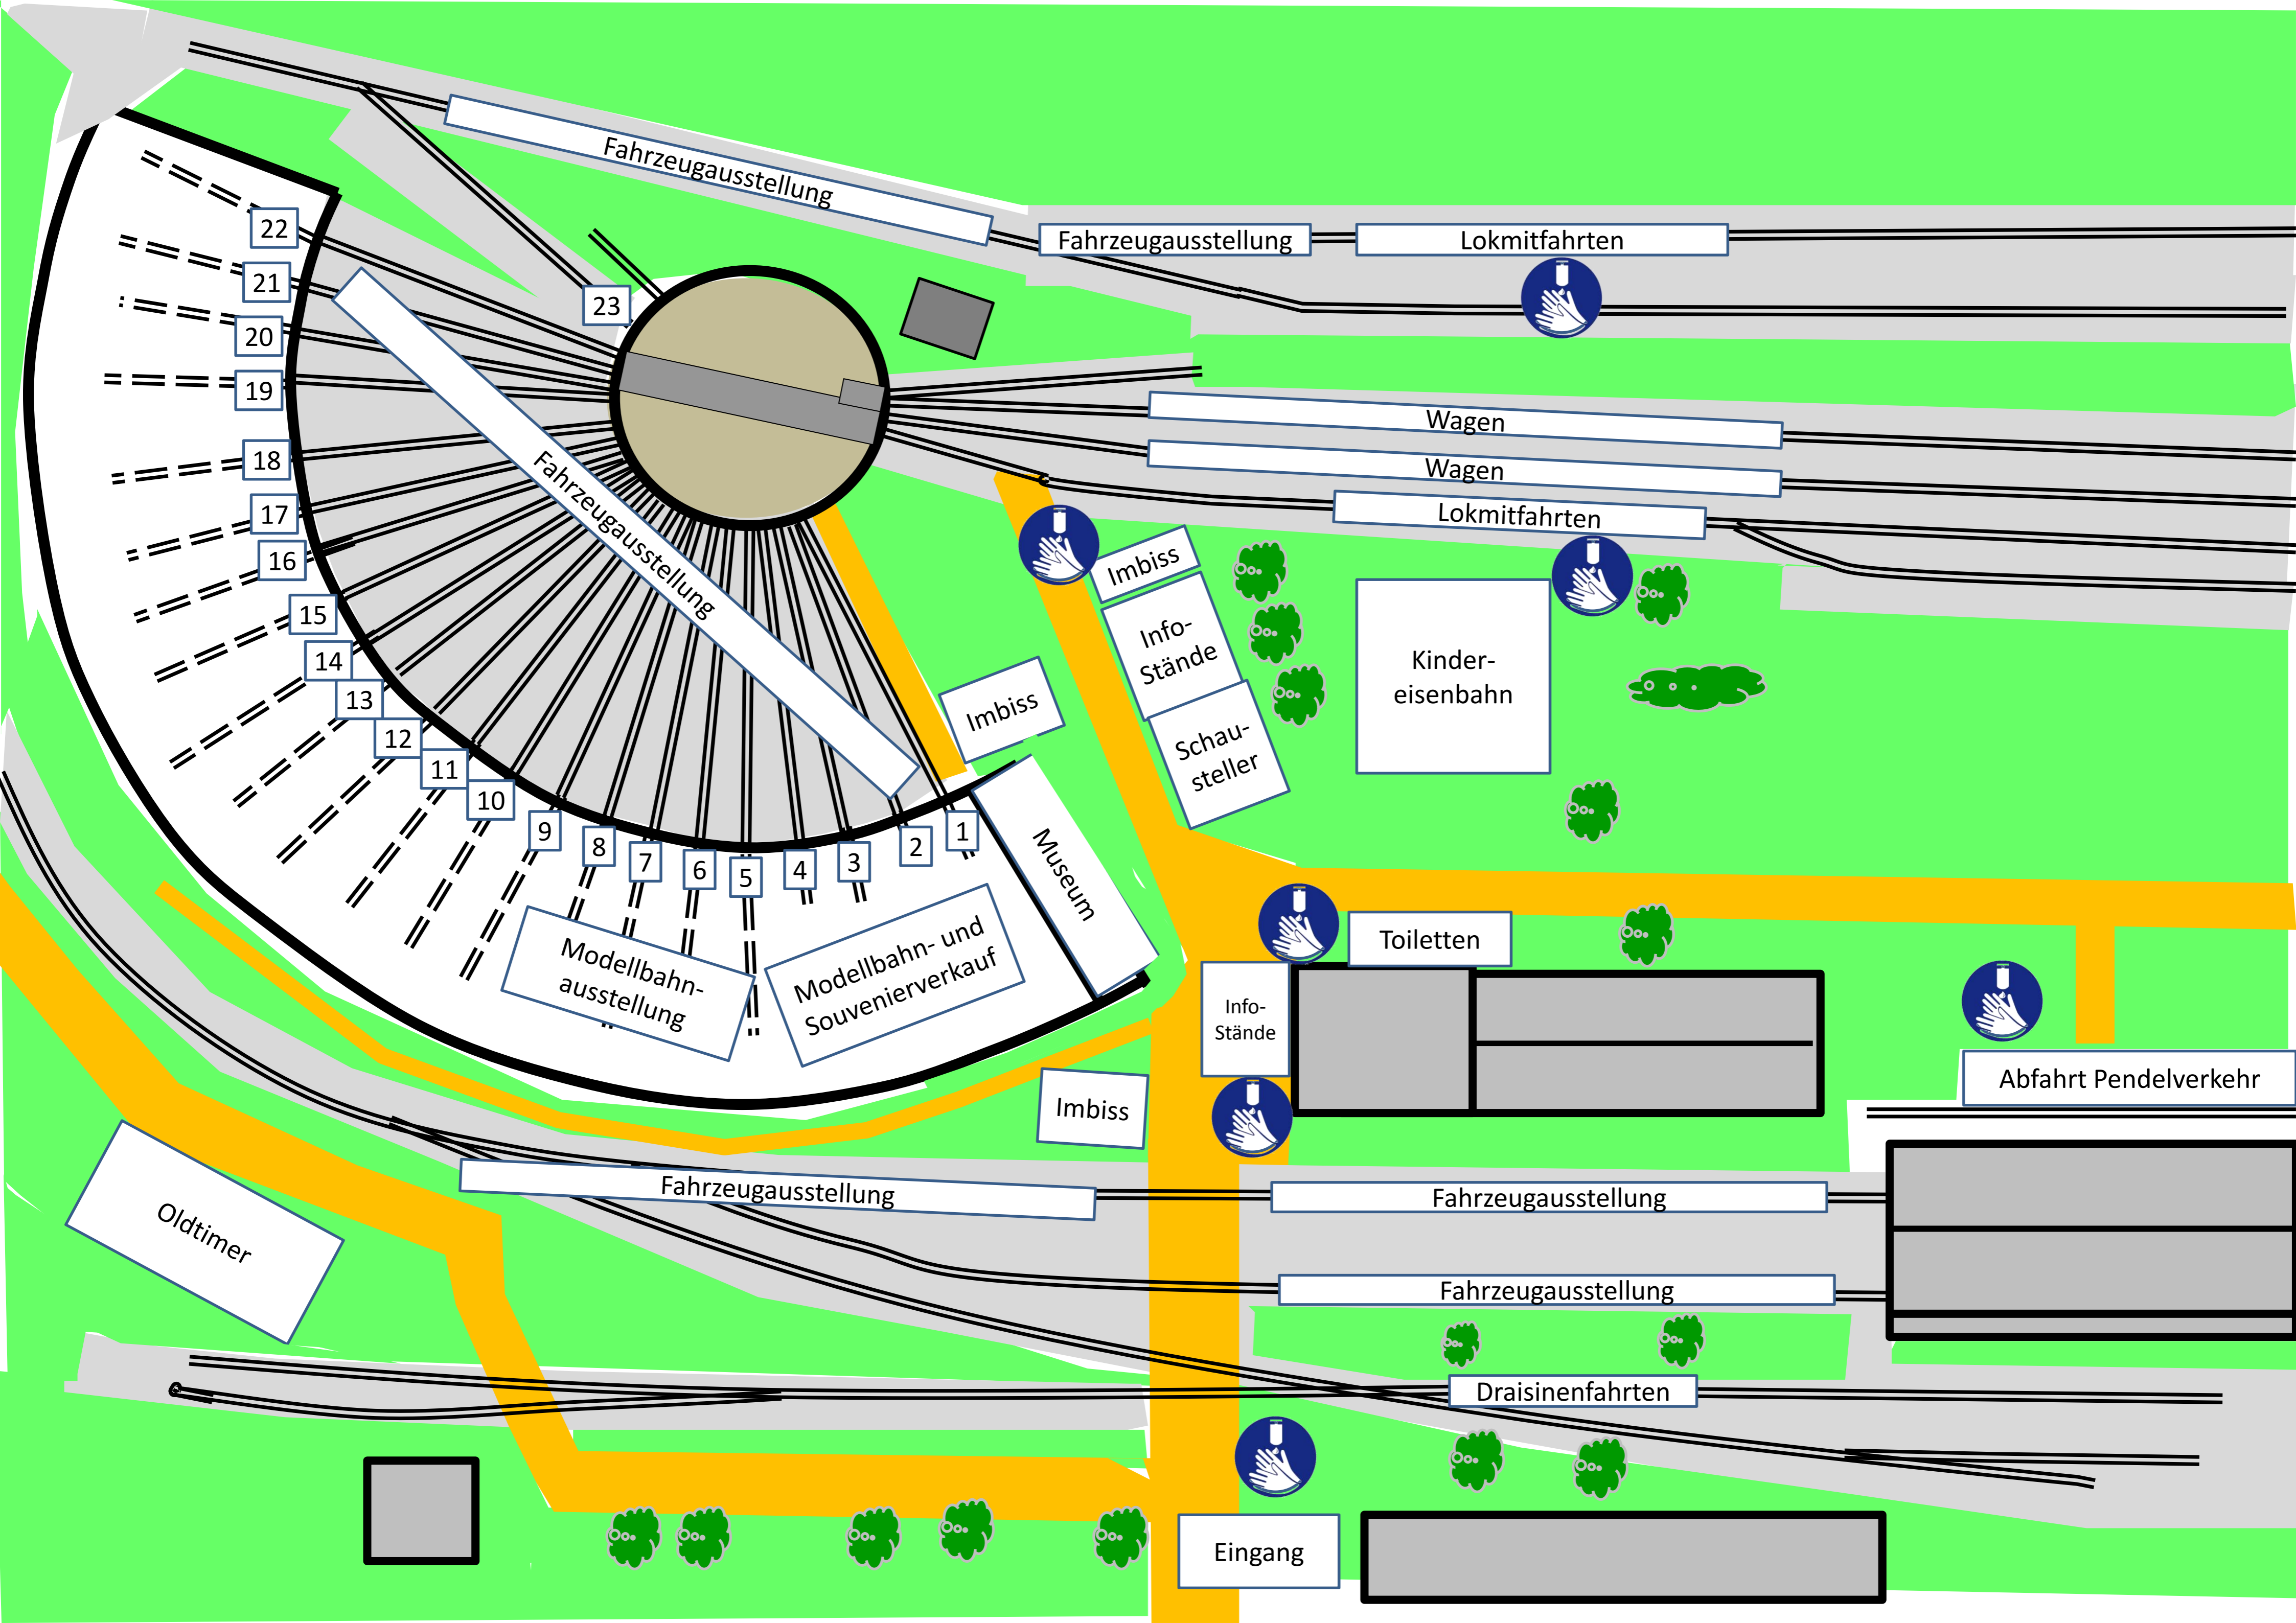 Fahrzeugausstellung
Fahrzeugausstellung
Lokmitfahrten
22
21
20
19
18
17
16
15
14
13
12
11
10
9
8
7
6
5
4
3
2
1
23
Fahrzeugausstellung
Wagen
Wagen
Lokmitfahrten
Imbiss
Info-
Stände
Schau-
steller
Kinder-
eisenbahn
Imbiss
Museum
Modellbahn-
ausstellung
Modellbahn- und
Souvenierverkauf
Toiletten
Info-
Stände
Abfahrt Pendelverkehr
Imbiss
Oldtimer
Fahrzeugausstellung
Fahrzeugausstellung
Fahrzeugausstellung
Draisinenfahrten
Eingang